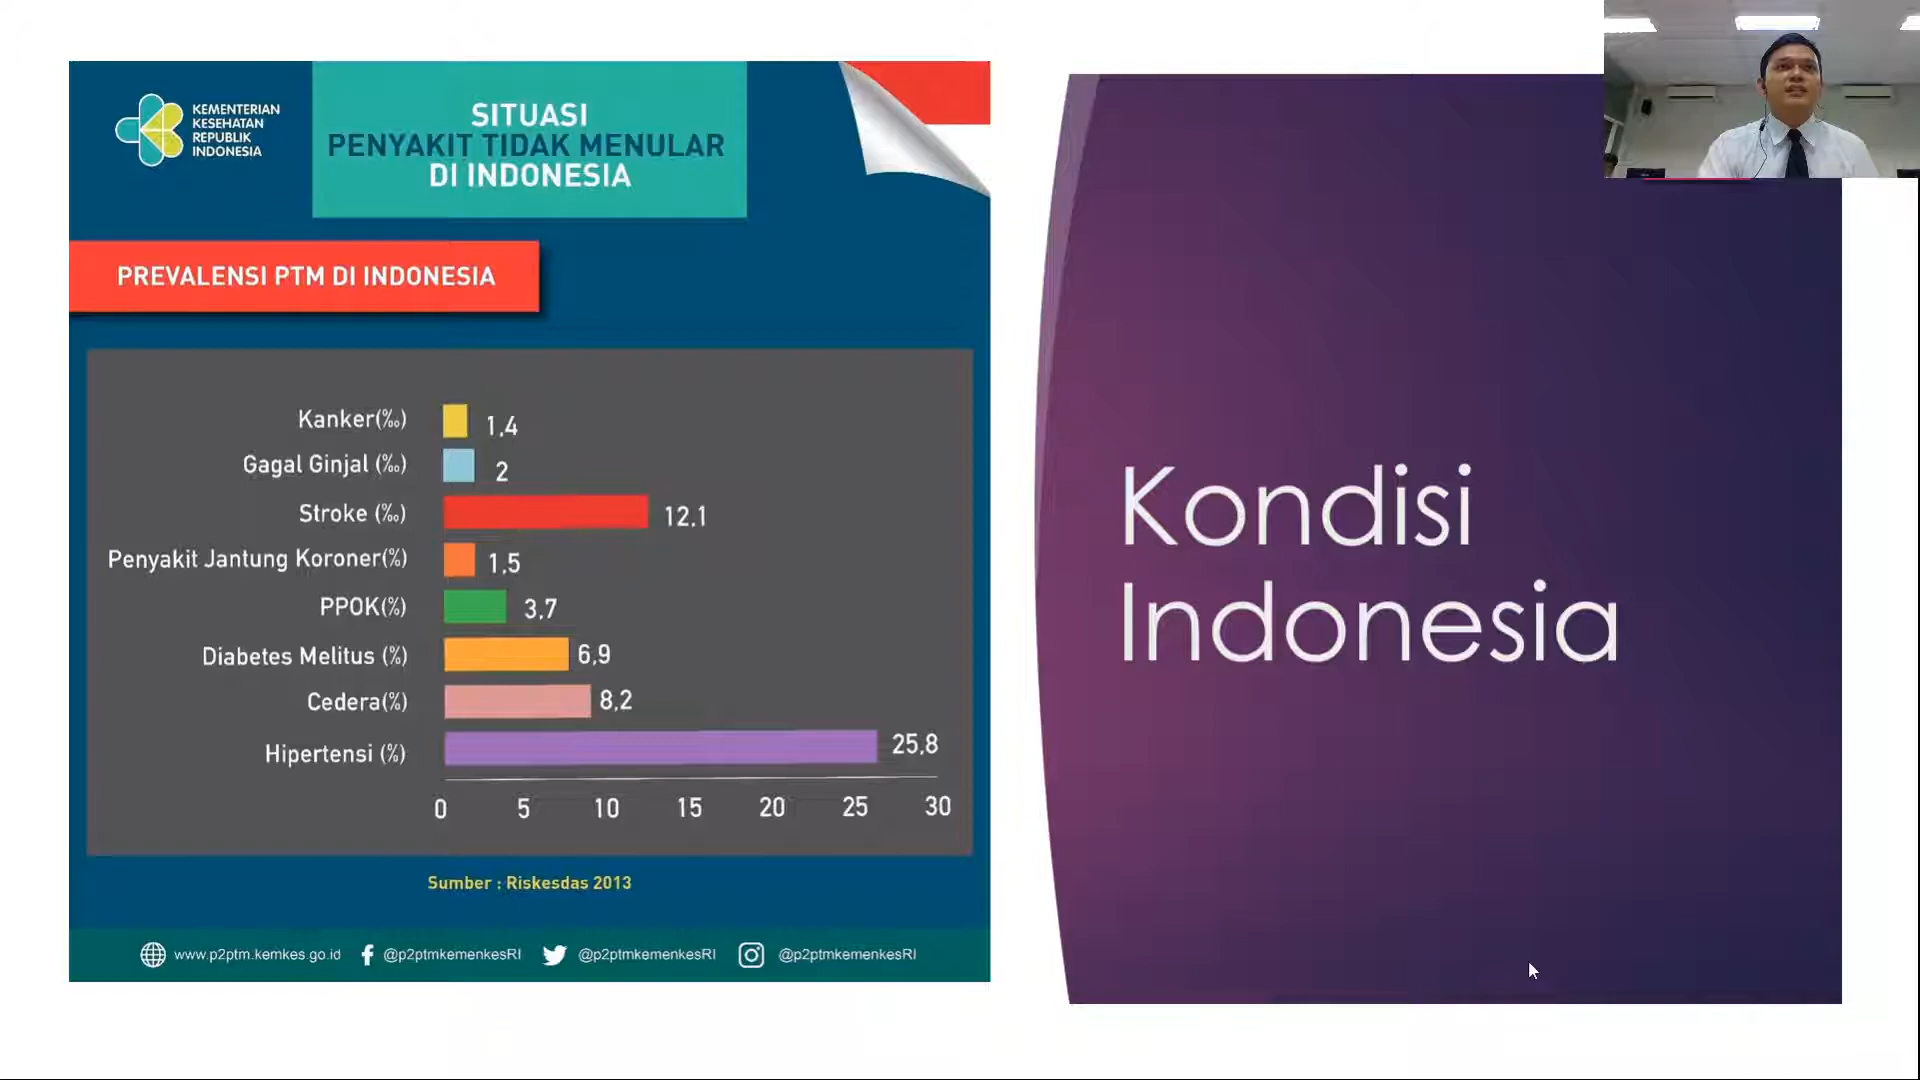 KEMENTERIAN
KESEHATAN
REPUBLIK
INDONESIA
SITUASI
PENYAKIT TIDAK MENULAR
DI INDONESIA
PREVALENSI PTM DI INDONESIA
Kanker(‰) 1,4
Gagal Ginjal (‰) 2
Stroke (‰) 12,1
Penyakit Jantung Koroner(%) 1,5
PPOK(%) 3,7
Diabetes Melitus (%) 6,9
Cedera(%) 8,2
Hipertensi (%) 25,8
0 5 10 15 20 25 30
Sumber : Riskesdas 2013
www.p2ptm.kemkes.go.id @p2ptmkemenkesRI @p2ptmkemenkesRI @p2ptmkemenkesRI
Kondisi
Indonesia